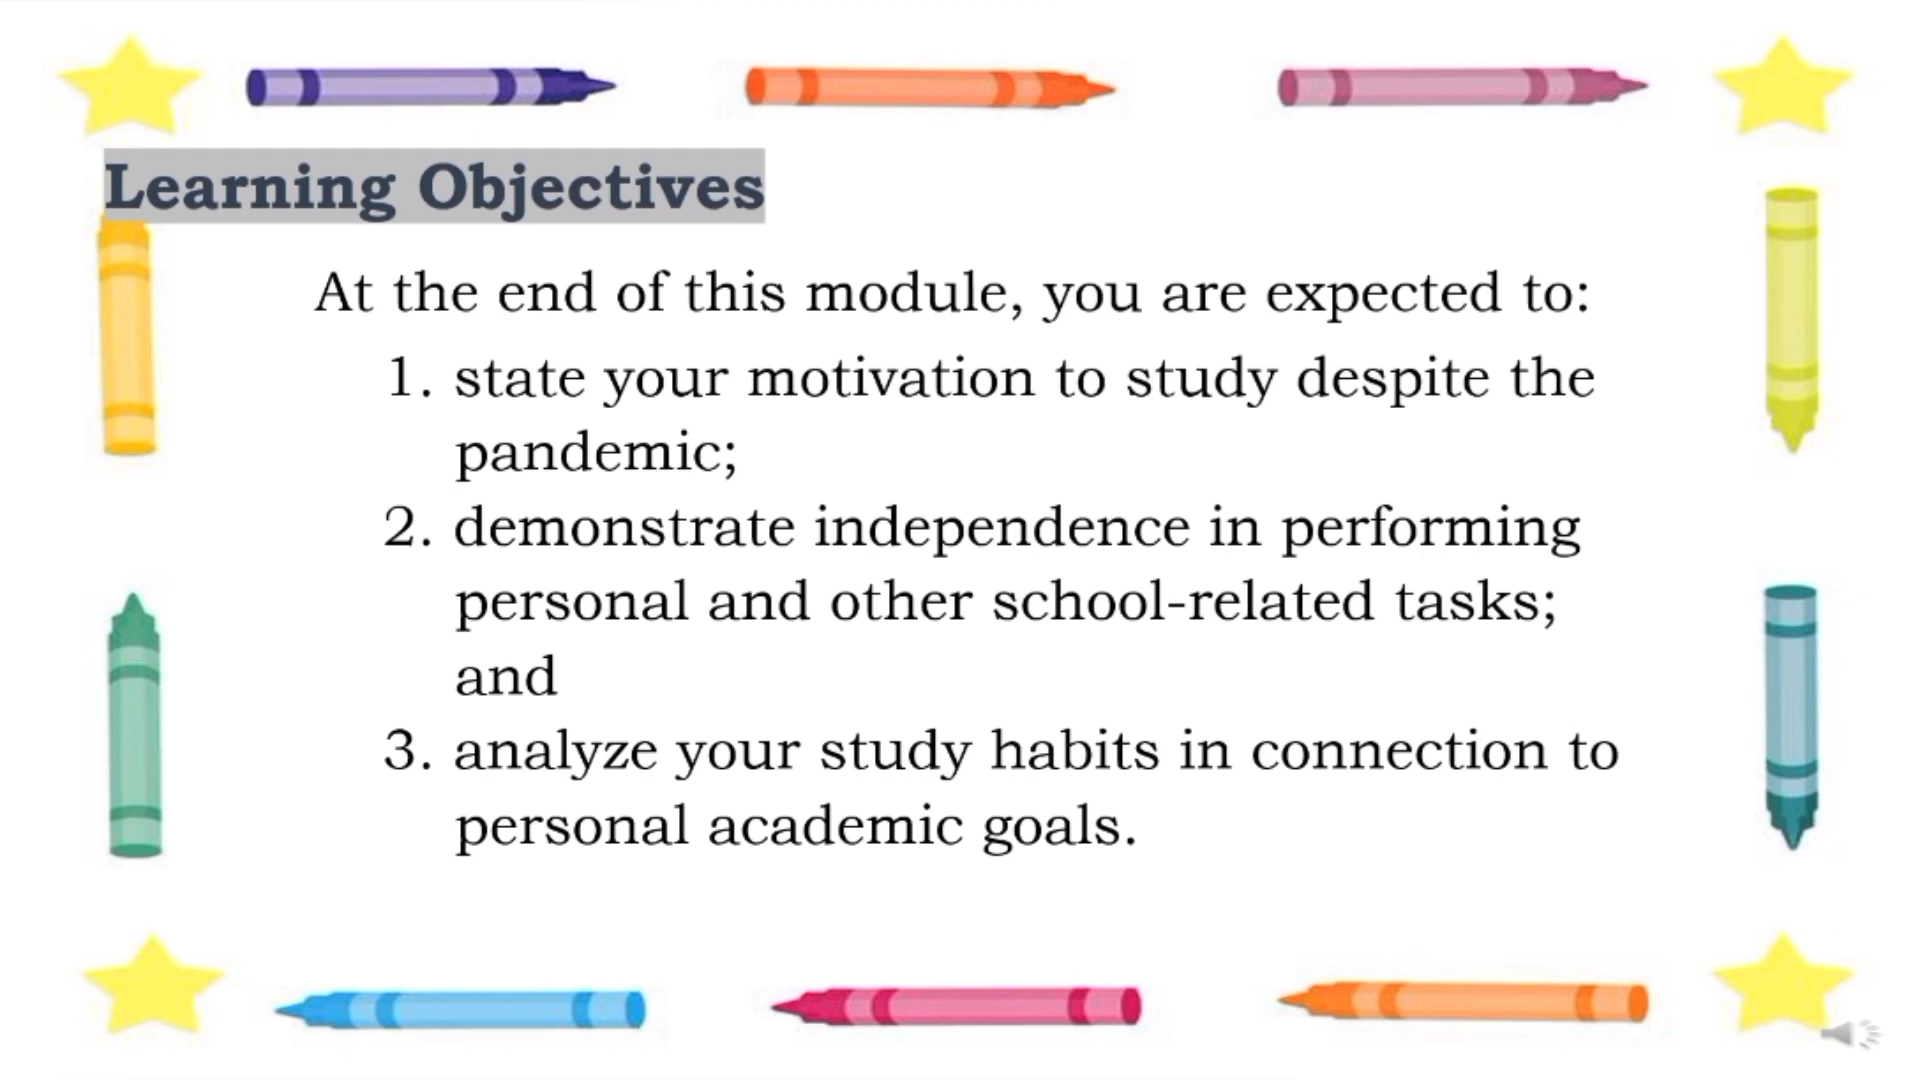 Learning Objectives
At the end of this module, you are expected to:
1. state your motivation to study despite the
pandemic;
2. demonstrate independence in performing
personal and other school-related tasks;
and
3. analyze your study habits in connection to
personal academic goals.